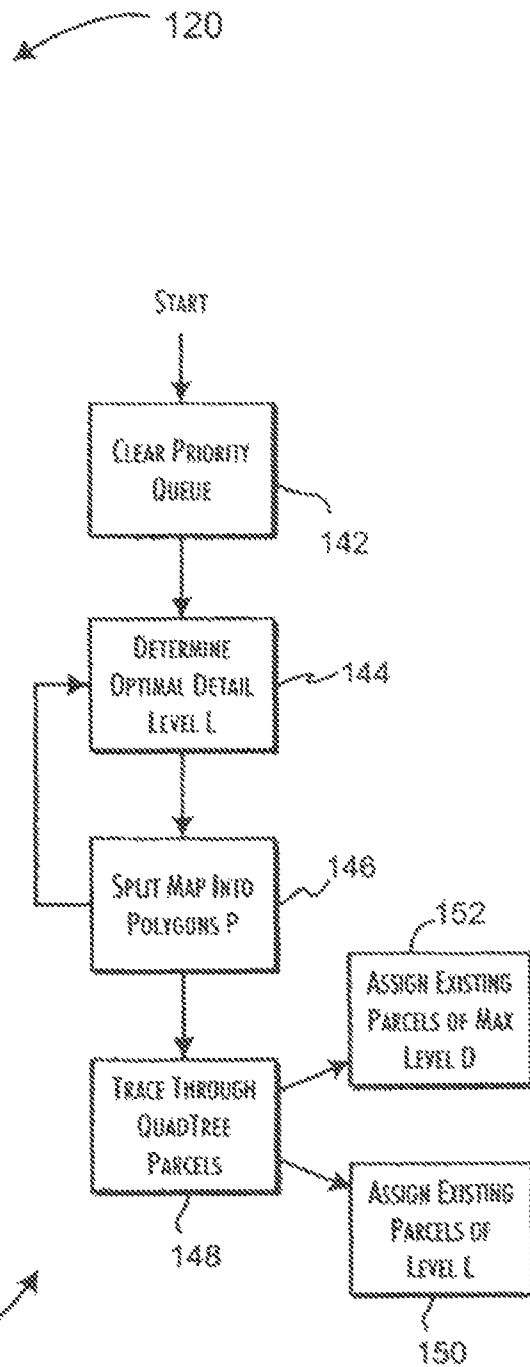 120
START
CLEAR PRIORITY
QUEUE
142
DETERMINE
OPTIMAL DETAIL
LEVEL L
144
SPLIT MAP INTO
POLYGONS P
146
152
ASSIGN EXISTING
PARCELS OF MAX
LEVEL D
TRACE THROUGH
QUADTREE
PARCELS
148
ASSIGN EXISTING
PARCELS OF
LEVEL L
150